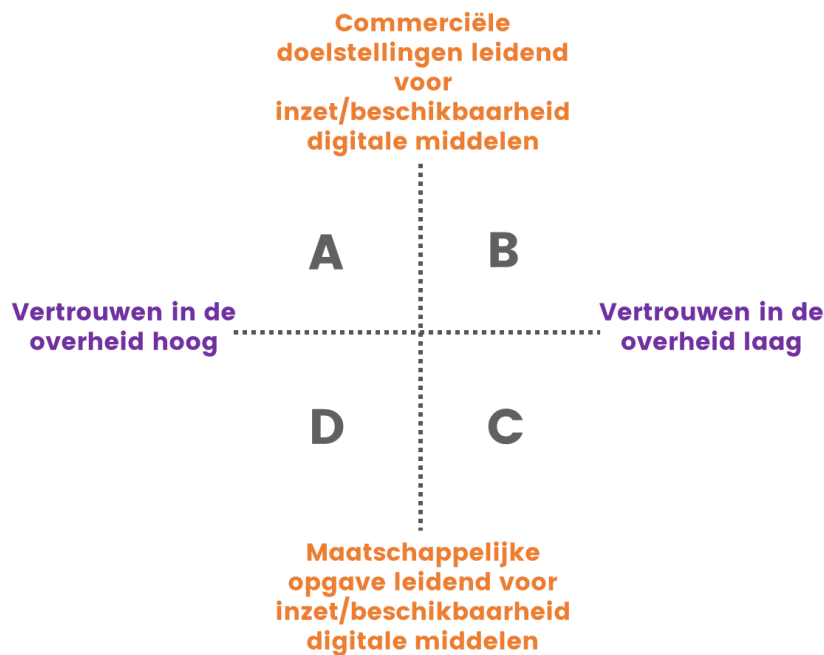 Commerciële
doelstellingen leidend
voor
inzet/beschikbaarheid
digitale middelen
A
B
Vertrouwen in de
overheid hoog
Vertrouwen in de
overheid laag
D
C
Maatschappelijke
opgave leidend voor
inzet/beschikbaarheid
digitale middelen